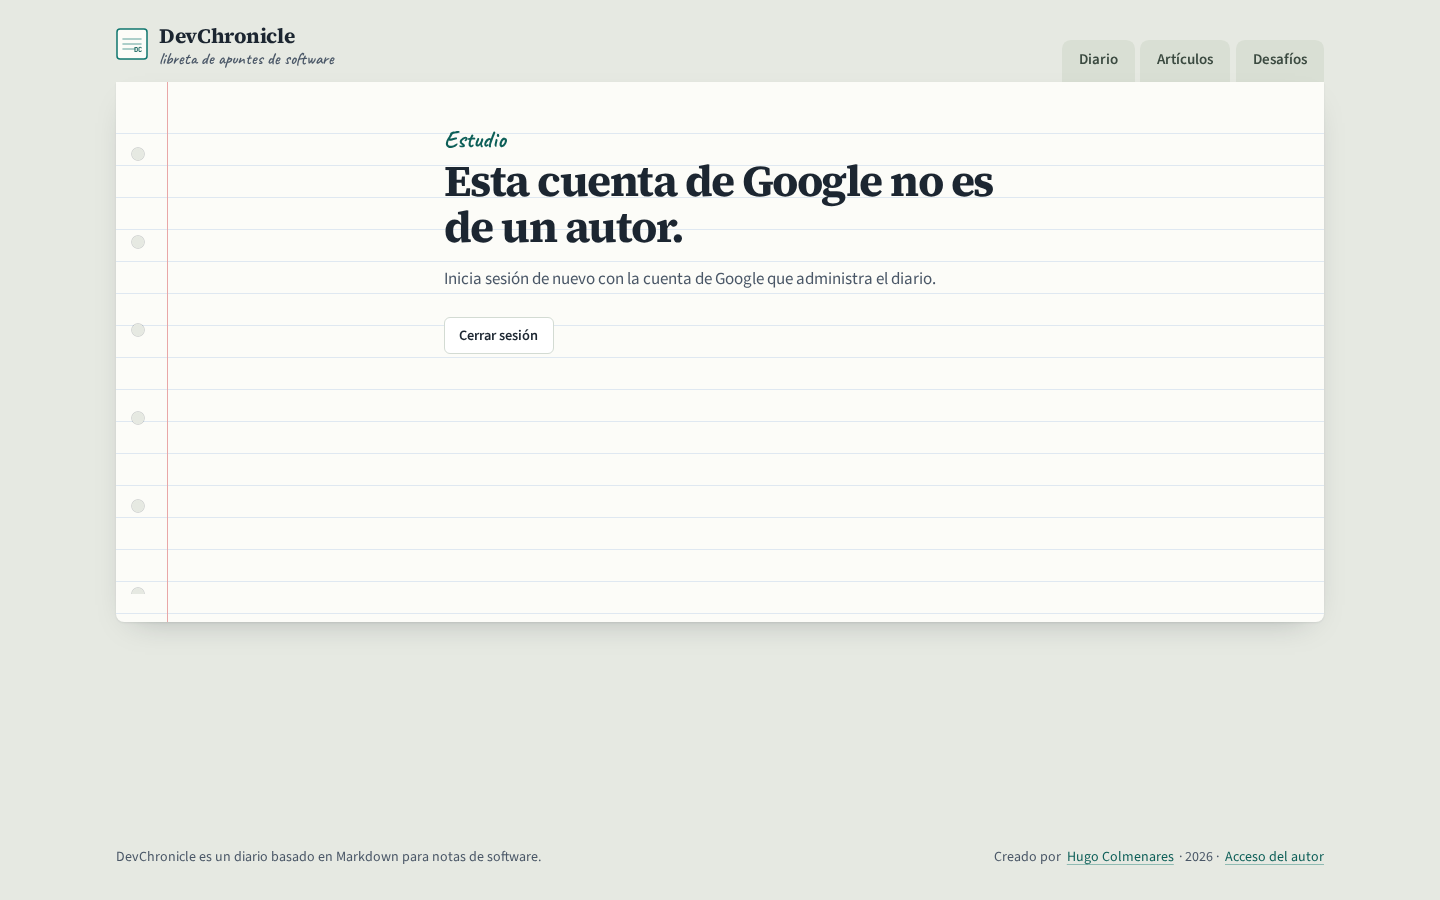 DC
DevChronicle
libreta de apuntes de software
Diario
Artículos
Desafíos
Estudio
Esta cuenta de Google no es
de un autor.
Inicia sesión de nuevo con la cuenta de Google que administra el diario.
Cerrar sesión
DevChronicle es un diario basado en Markdown para notas de software.
Creado por Hugo Colmenares · 2026 · Acceso del autor